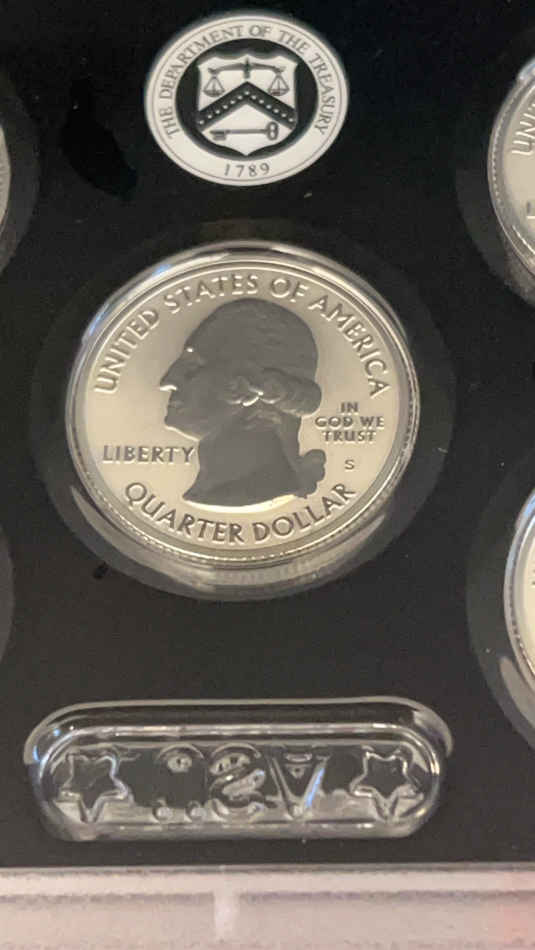 THE DEPARTMENT OF THE TREASURY
1789
UNITED STATES OF AMERICA
IN
GOD WE
TRUST
LIBERTY
S
QUARTER DOLLAR